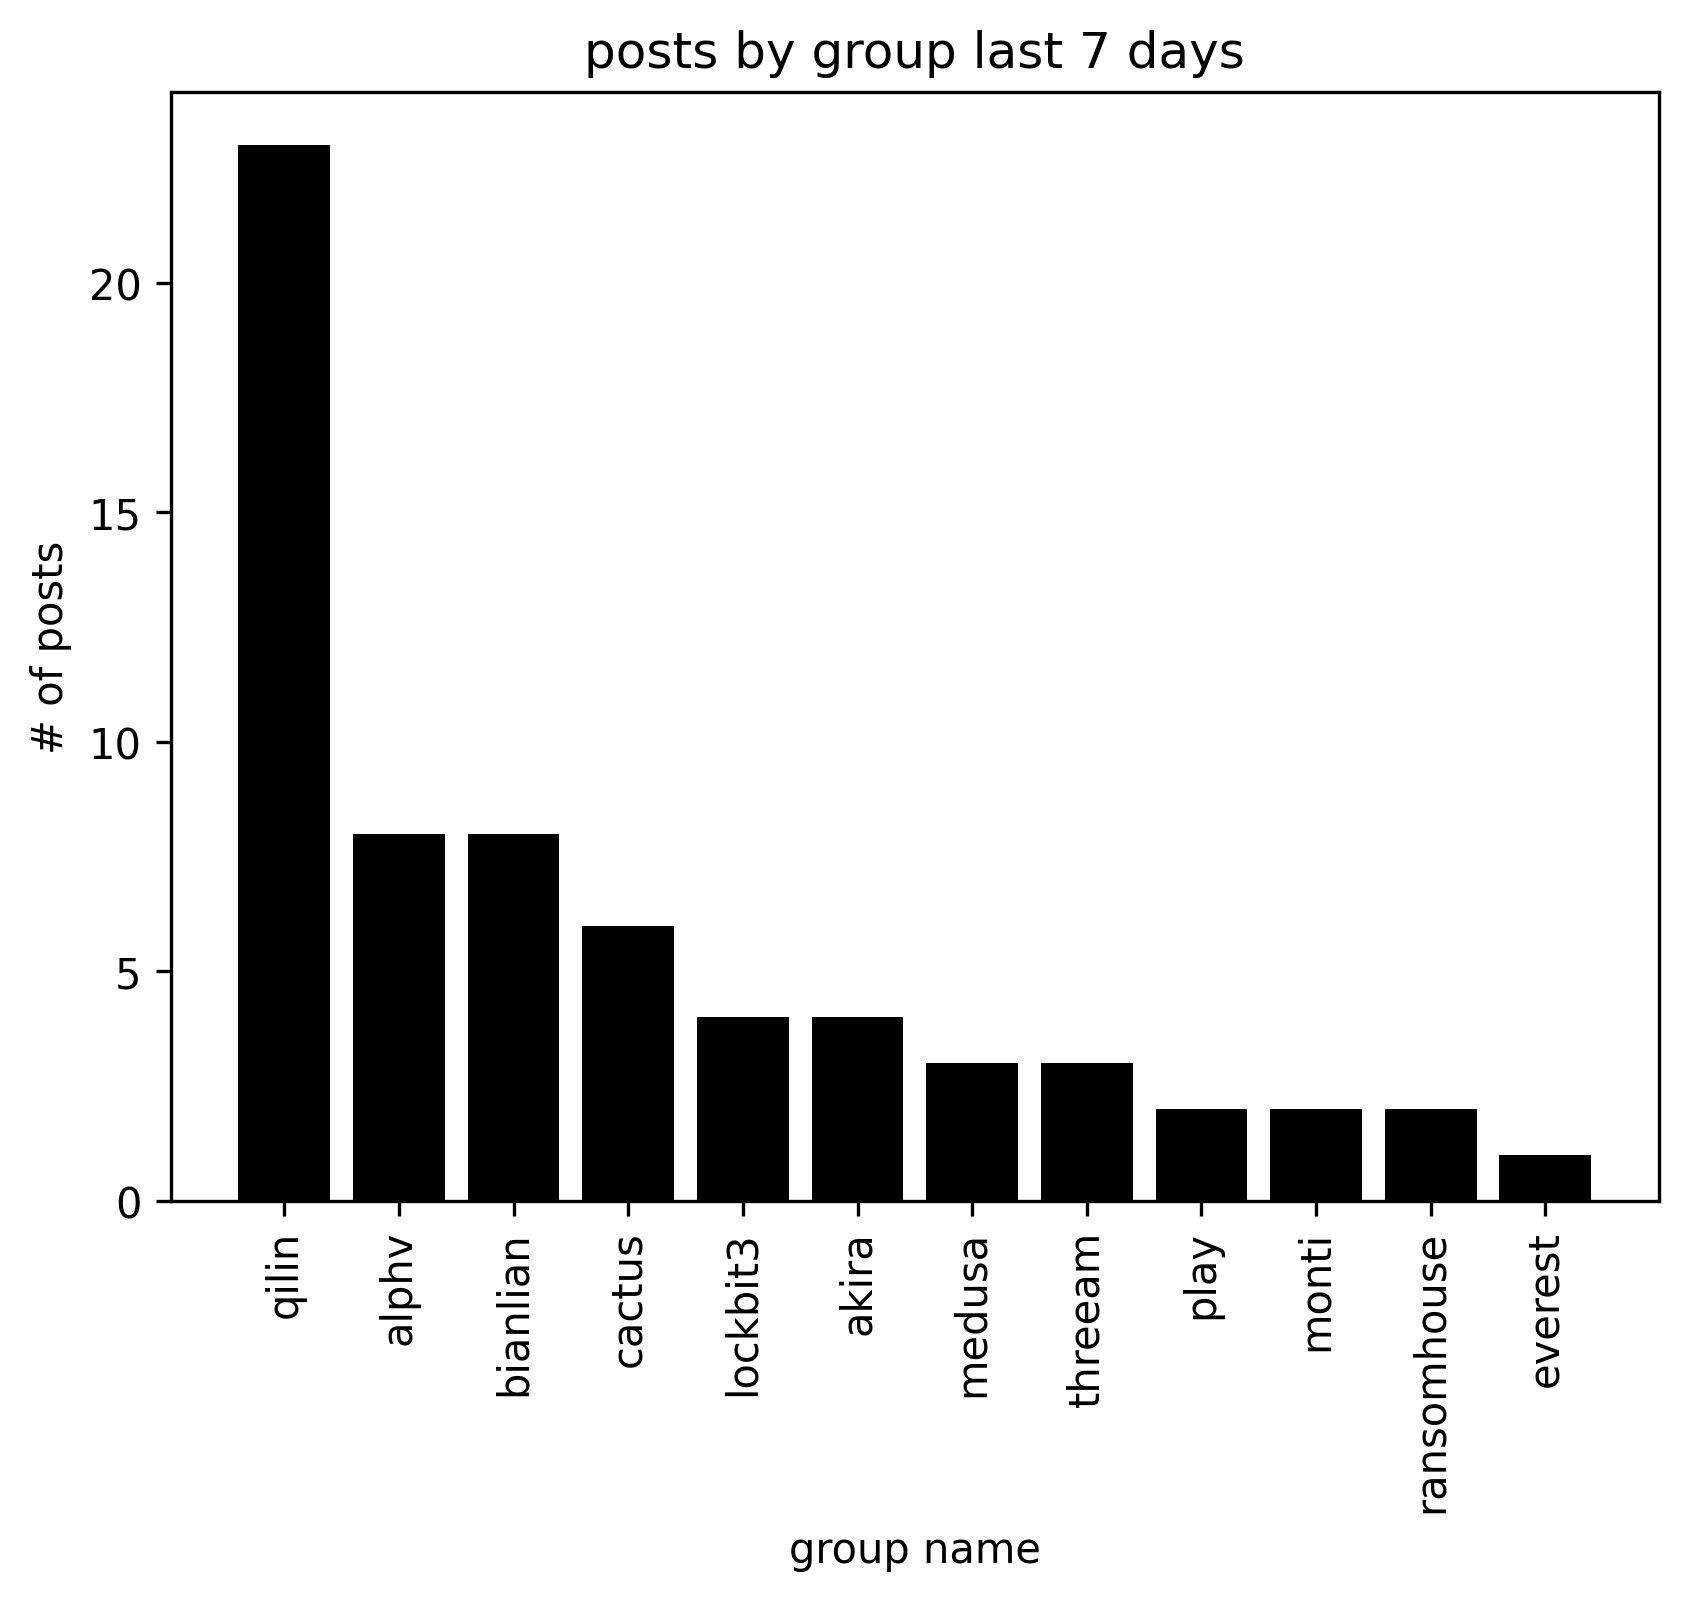 posts by group last 7 days
# of posts
20
15
10
5
0
qilin
alphv
bianlian
cactus
lockbit3
akira
medusa
threeam
play
monti
ransomhouse
everest
group name